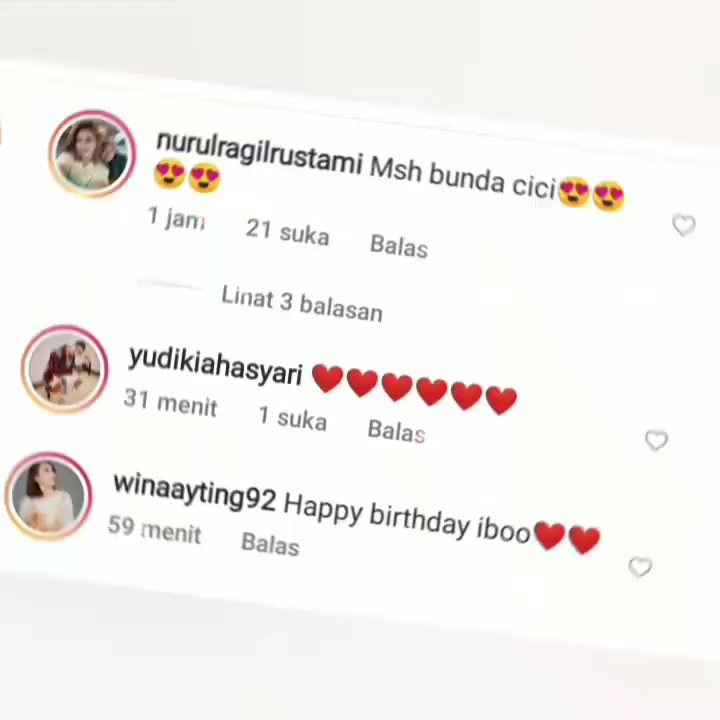 nurulragilrustami Msh bunda cici😍😍
😍😍
1 jam 21 suka Balas
Linat 3 balasan
yudikiahasyari ❤❤❤❤❤❤
31 menit 1 suka Balas
winaayting92 Happy birthday iboo❤❤
59 menit Balas